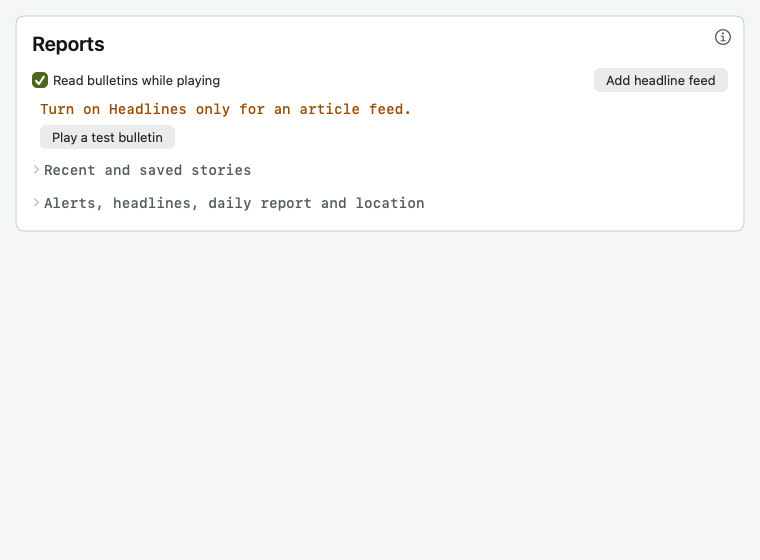 Reports
Read bulletins while playing
Add headline feed
Turn on Headlines only for an article feed.
Play a test bulletin
Recent and saved stories
Alerts, headlines, daily report and location